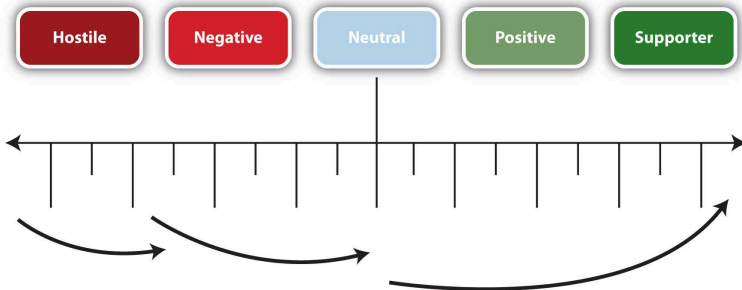 Hostile
Negative
Neutral
Positive
Supporter